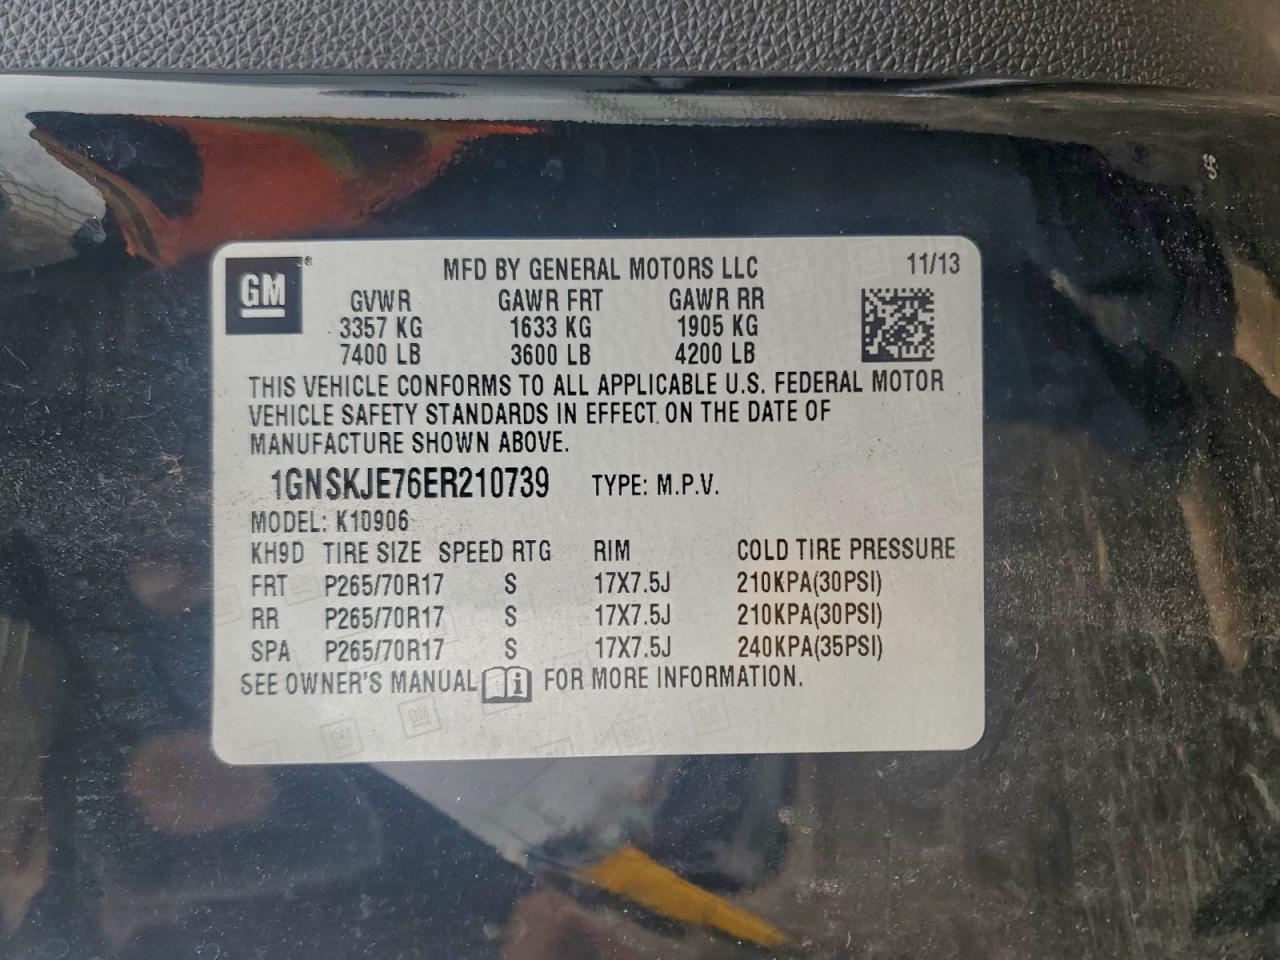 GM ® MFD BY GENERAL MOTORS LLC 11/13
GVWR GAWR FRT GAWR RR
3357 KG 1633 KG 1905 KG
7400 LB 3600 LB 4200 LB
THIS VEHICLE CONFORMS TO ALL APPLICABLE U.S. FEDERAL MOTOR
VEHICLE SAFETY STANDARDS IN EFFECT ON THE DATE OF
MANUFACTURE SHOWN ABOVE.
1GNSKJE76ER210739 TYPE: M.P.V.
MODEL: K10906
KH9D TIRE SIZE SPEED RTG RIM COLD TIRE PRESSURE
FRT P265/70R17 S 17X7.5J 210KPA(30PSI)
RR P265/70R17 S 17X7.5J 210KPA(30PSI)
SPA P265/70R17 S 17X7.5J 240KPA(35PSI)
SEE OWNER'S MANUAL i FOR MORE INFORMATION.